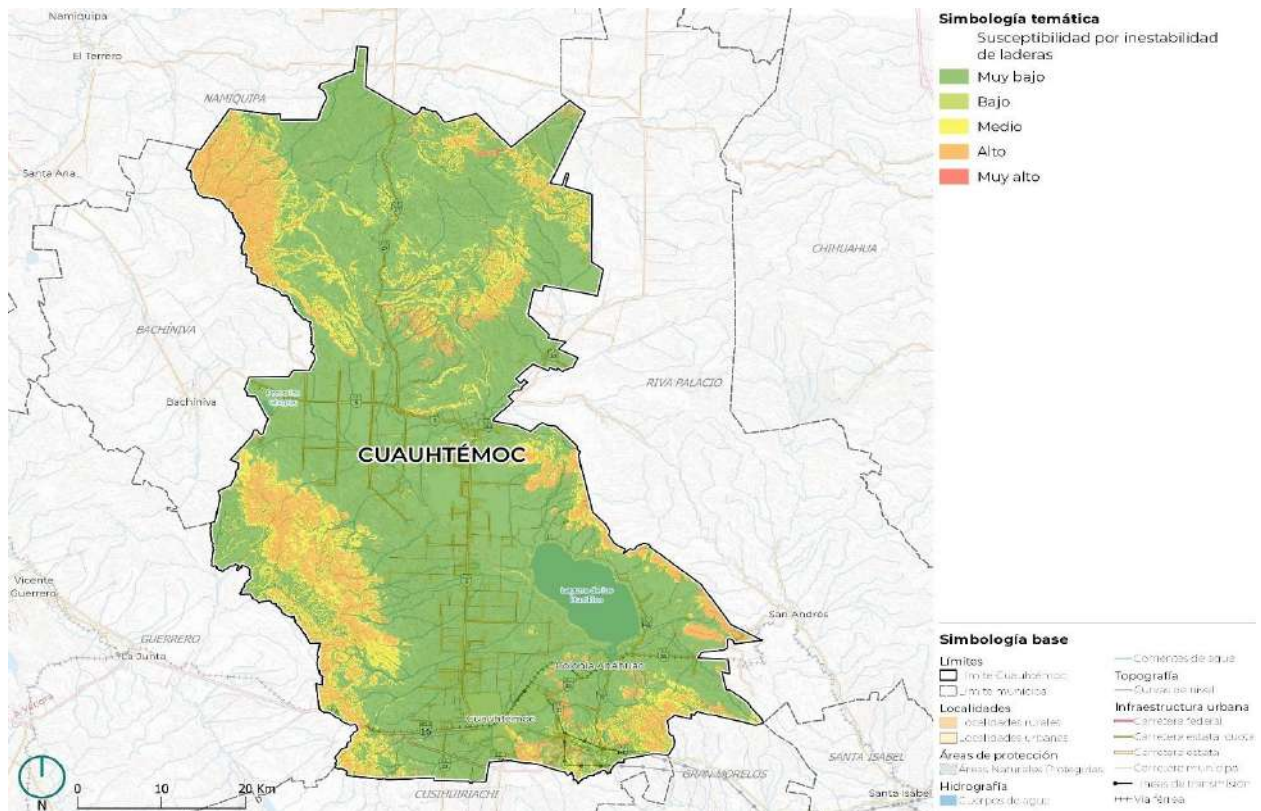 Namiquipa
El Terrero
NAMIQUIPA
Santa Ana
CHIHUAHUA
BACHÍNIVA
RIVA PALACIO
Bachíniva
CUAUHTÉMOC
Vicente
Guerrero
San Andrés
GUERRERO
La Junta
Colonia Anáhuac
Cuauhtémoc
16
SANTA ISABEL
GRAN MORELOS
CUSIHUIRIACHI
Santa Isabel
N
0 10 20 Km
Simbología temática
Susceptibilidad por inestabilidad
de laderas
Muy bajo
Bajo
Medio
Alto
Muy alto
Simbología base
Límites
Límite Cuauhtémoc
Límite municipal
Localidades
Localidades rurales
Localidades urbanas
Áreas de protección
Áreas Naturales Protegidas
Hidrografía
Cuerpos de agua
Corrientes de agua
Topografía
Curvas de nivel
Infraestructura urbana
Carretera federal
Carretera estatal cuota
Carretera estatal
Carretera municipal
Líneas de transmisión
Vía férrea